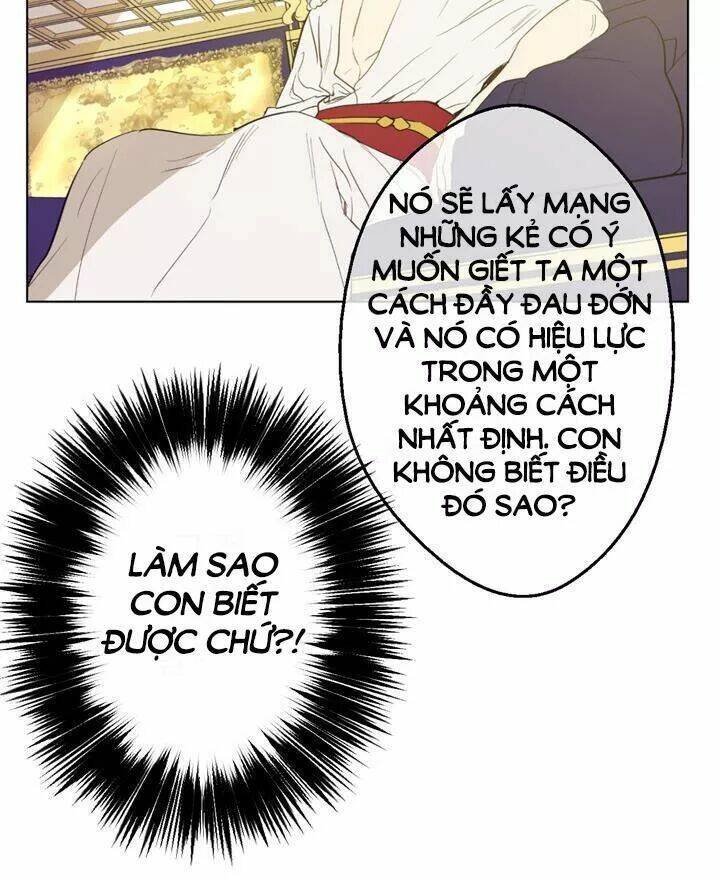 NÓ SẼ LẤY MẠNG
NHỮNG KẺ CÓ Ý
MUỐN GIẾT TA MỘT
CÁCH ĐẦY ĐAU ĐỚN
VÀ NÓ CÓ HIỆU LỰC
TRONG MỘT
KHOẢNG CÁCH
NHẤT ĐỊNH. CON
KHÔNG BIẾT ĐIỀU
ĐÓ SAO?
LÀM SAO
CON BIẾT
ĐƯỢC CHỨ?!